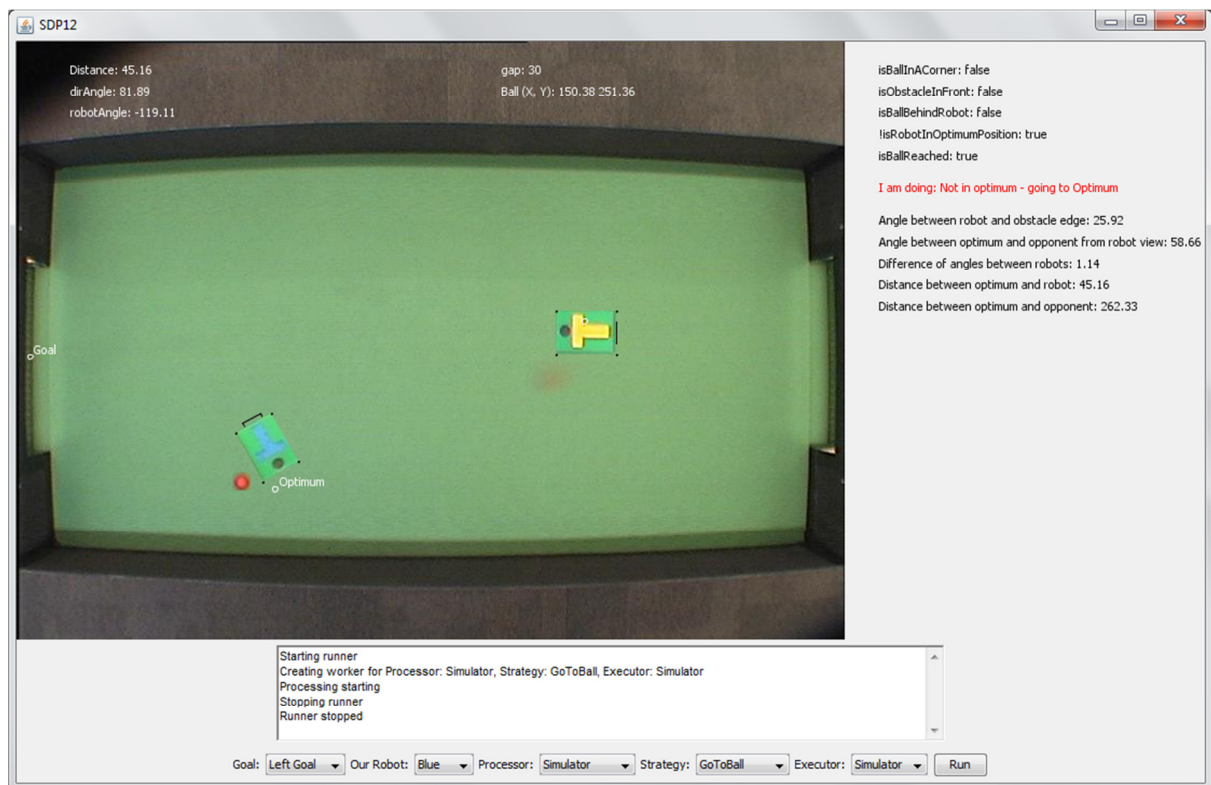 SDP12
Distance: 45.16
dirAngle: 81.89
robotAngle: -119.11
gap: 30
Ball (X, Y): 150.38 251.36
isBallInACorner: false
isObstacleInFront: false
isBallBehindRobot: false
!isRobotInOptimumPosition: true
isBallReached: true
I am doing: Not in optimum - going to Optimum
Angle between robot and obstacle edge: 25.92
Angle between optimum and opponent from robot view: 58.66
Difference of angles between robots: 1.14
Distance between optimum and robot: 45.16
Distance between optimum and opponent: 262.33
Goal
Optimum
Starting runner
Creating worker for Processor: Simulator, Strategy: GoToBall, Executor: Simulator
Processing starting
Stopping runner
Runner stopped
Goal: Left Goal Our Robot: Blue Processor: Simulator Strategy: GoToBall Executor: Simulator Run